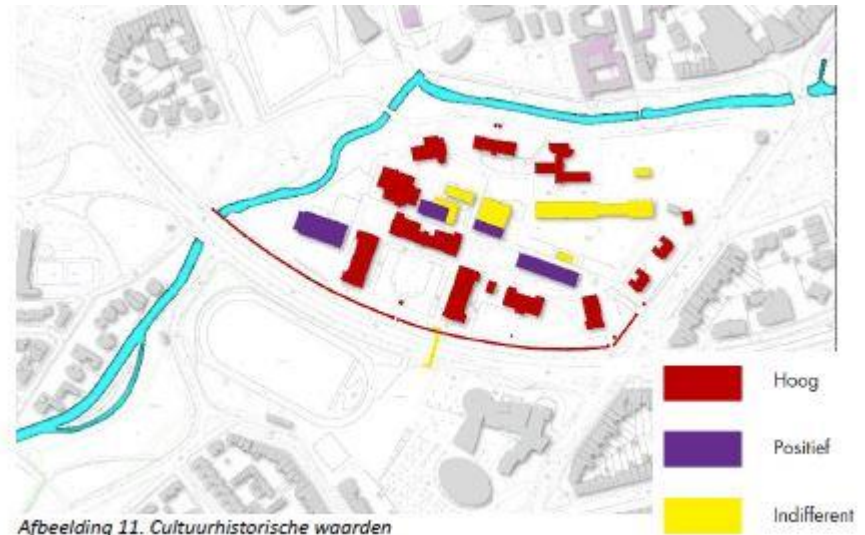 Hoog
Positief
Indifferent
Afbeelding 11. Cultuurhistorische waarden